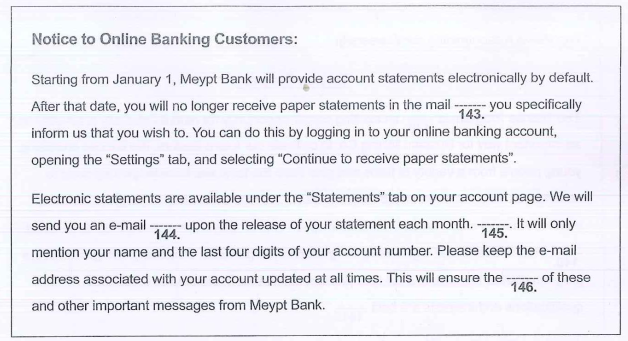 Notice to Online Banking Customers:
Starting from January 1, Meypt Bank will provide account statements electronically by default.
After that date, you will no longer receive paper statements in the mail ------- you specifically
143.
inform us that you wish to. You can do this by logging in to your online banking account,
opening the “Settings” tab, and selecting “Continue to receive paper statements”.
Electronic statements are available under the “Statements” tab on your account page. We will
send you an e-mail ------- upon the release of your statement each month. -------. It will only
144. 145.
mention your name and the last four digits of your account number. Please keep the e-mail
address associated with your account updated at all times. This will ensure the ------- of these
146.
and other important messages from Meypt Bank.